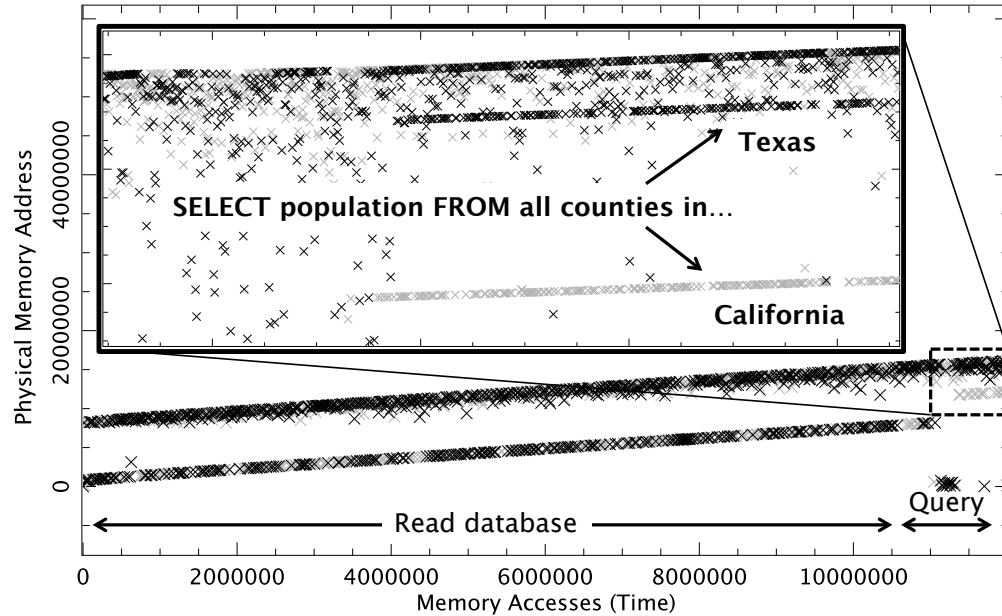 Texas
SELECT population FROM all counties in…
California
Physical Memory Address
40000000
20000000
0
Read database
Query
0
2000000
4000000
6000000
8000000
10000000
Memory Accesses (Time)